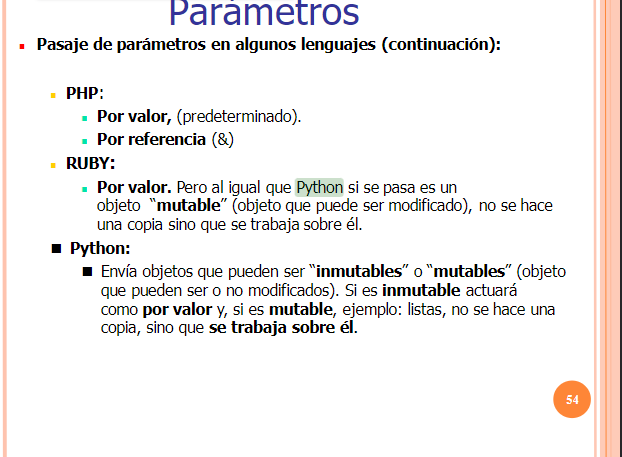 Parámetros
Pasaje de parámetros en algunos lenguajes (continuación):
PHP:
Por valor, (predeterminado).
Por referencia (&)
RUBY:
Por valor. Pero al igual que Python si se pasa es un
objeto "mutable" (objeto que puede ser modificado), no se hace
una copia sino que se trabaja sobre él.
Python:
Envía objetos que pueden ser "inmutables" o "mutables" (objeto
que pueden ser o no modificados). Si es inmutable actuará
como por valor y, si es mutable, ejemplo: listas, no se hace una
copia, sino que se trabaja sobre él.
54